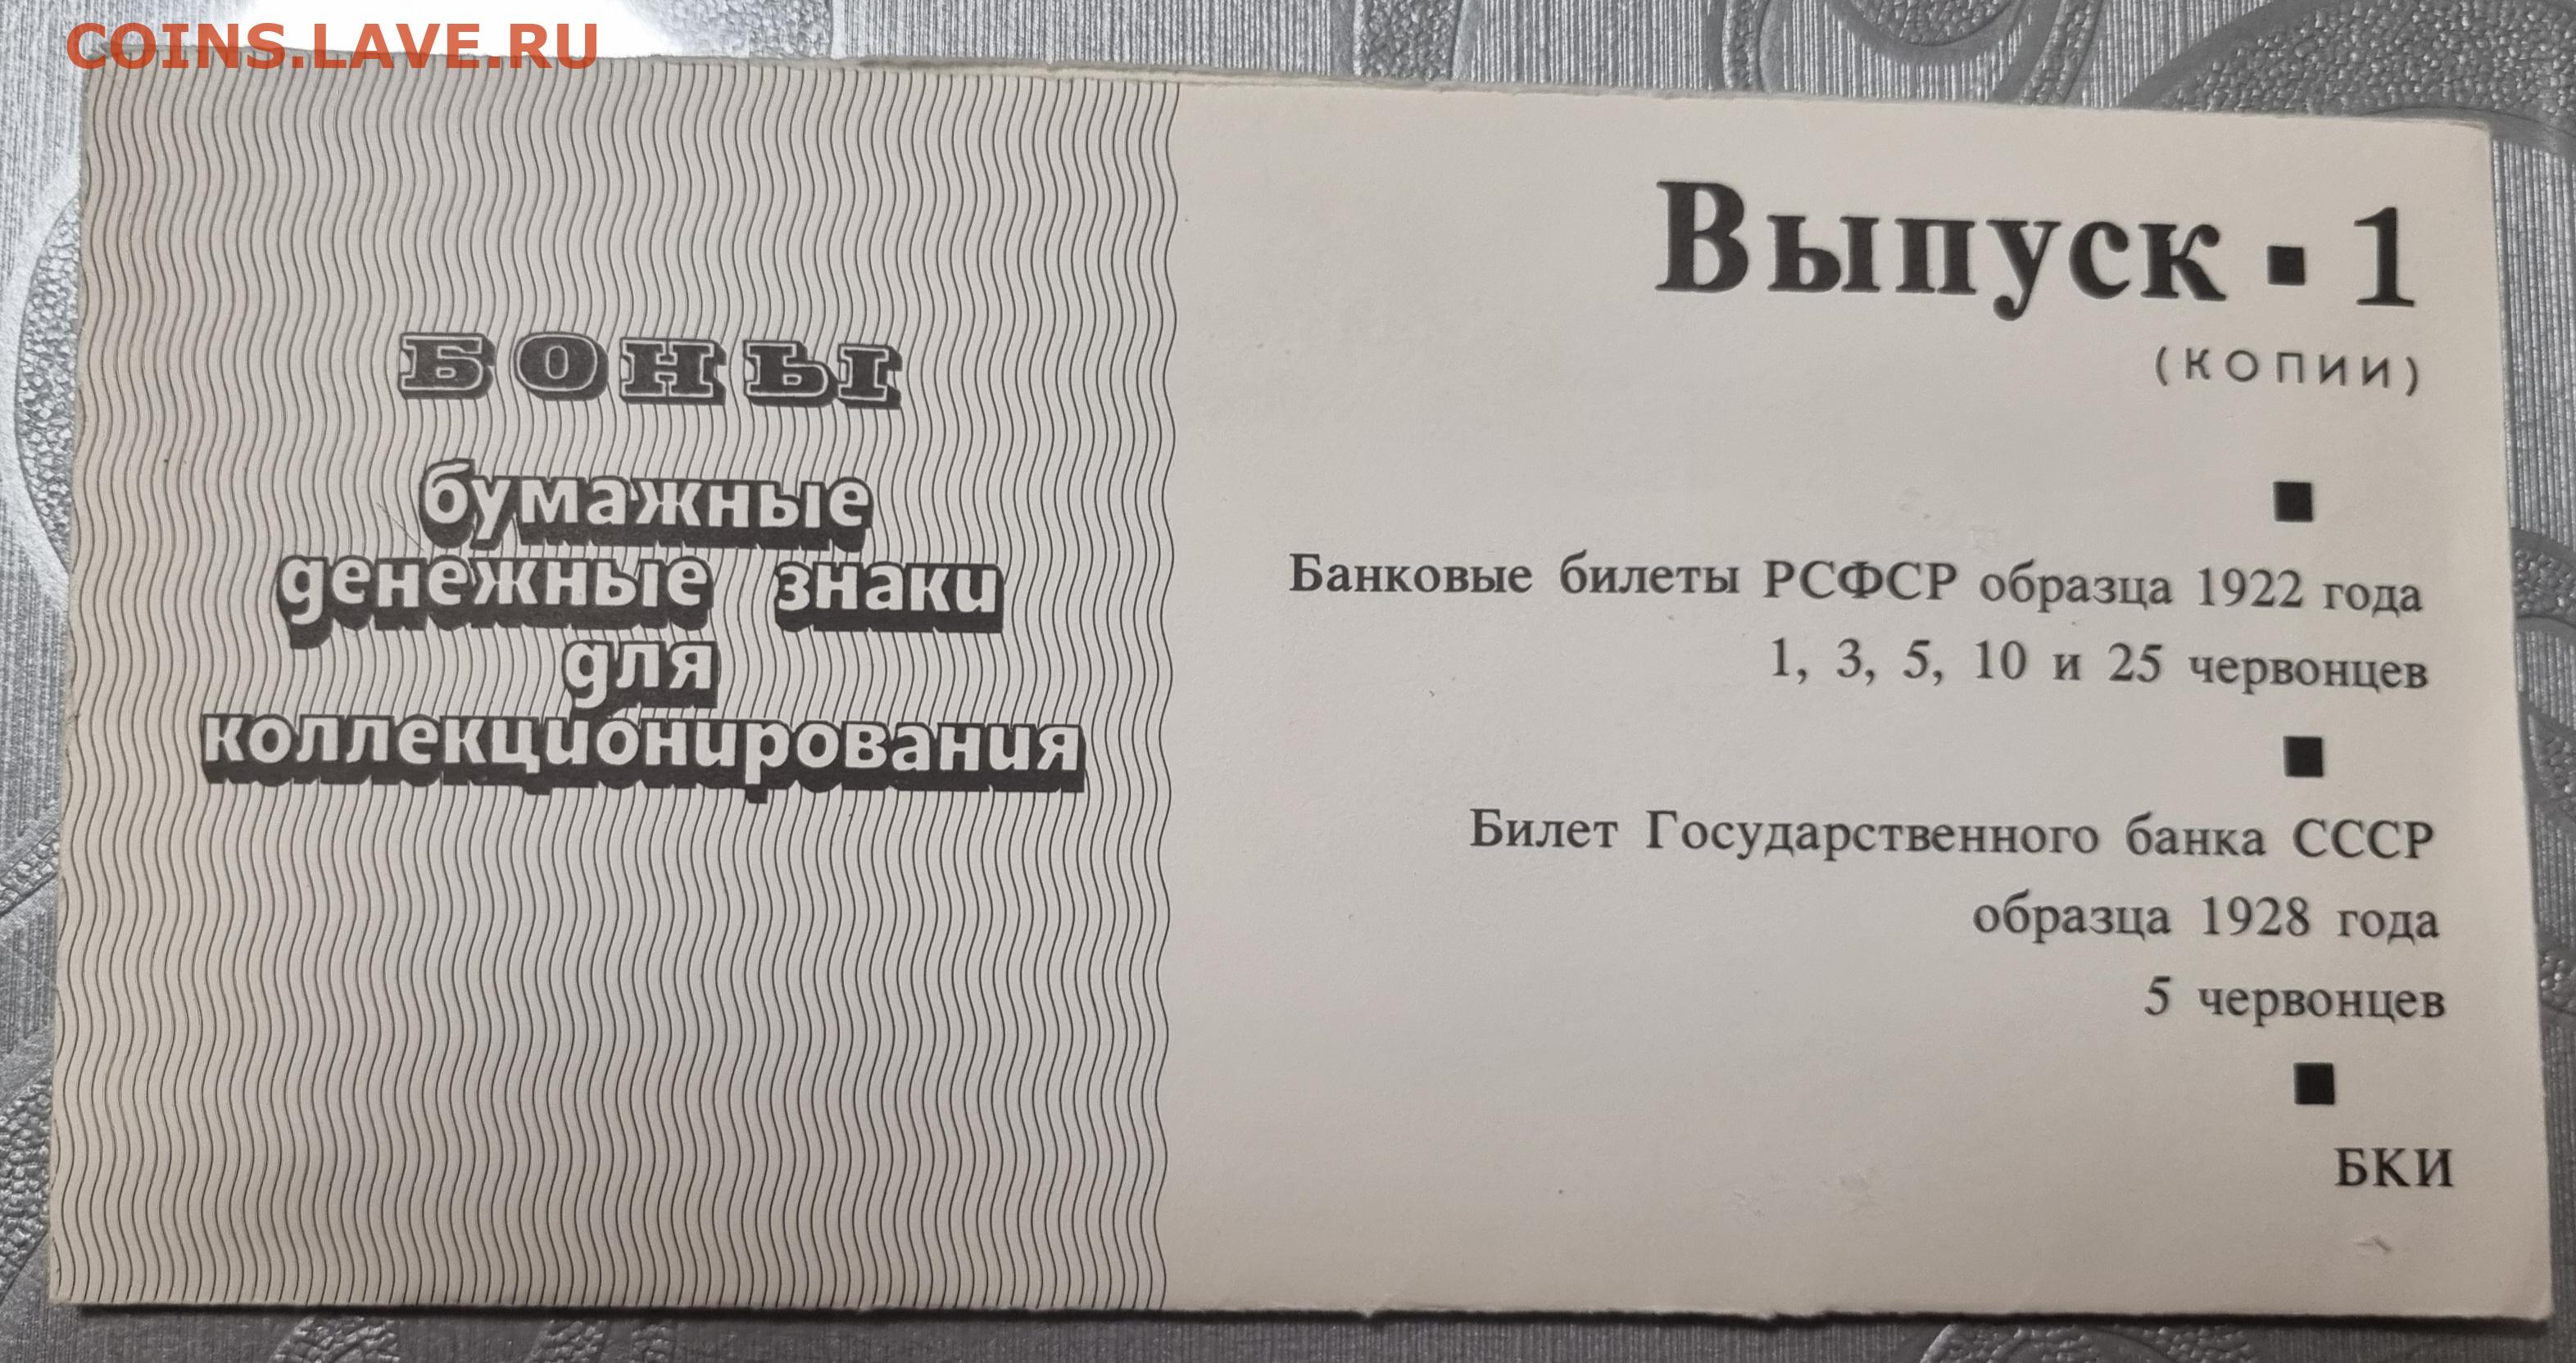 COINS.LAVE.RU
БОНЫ
бумажные
денежные знаки
для
коллекционирования
Выпуск ▪ 1
(КОПИИ)
Банковые билеты РСФСР образца 1922 года
1, 3, 5, 10 и 25 червонцев
Билет Государственного банка СССР
образца 1928 года
5 червонцев
БКИ